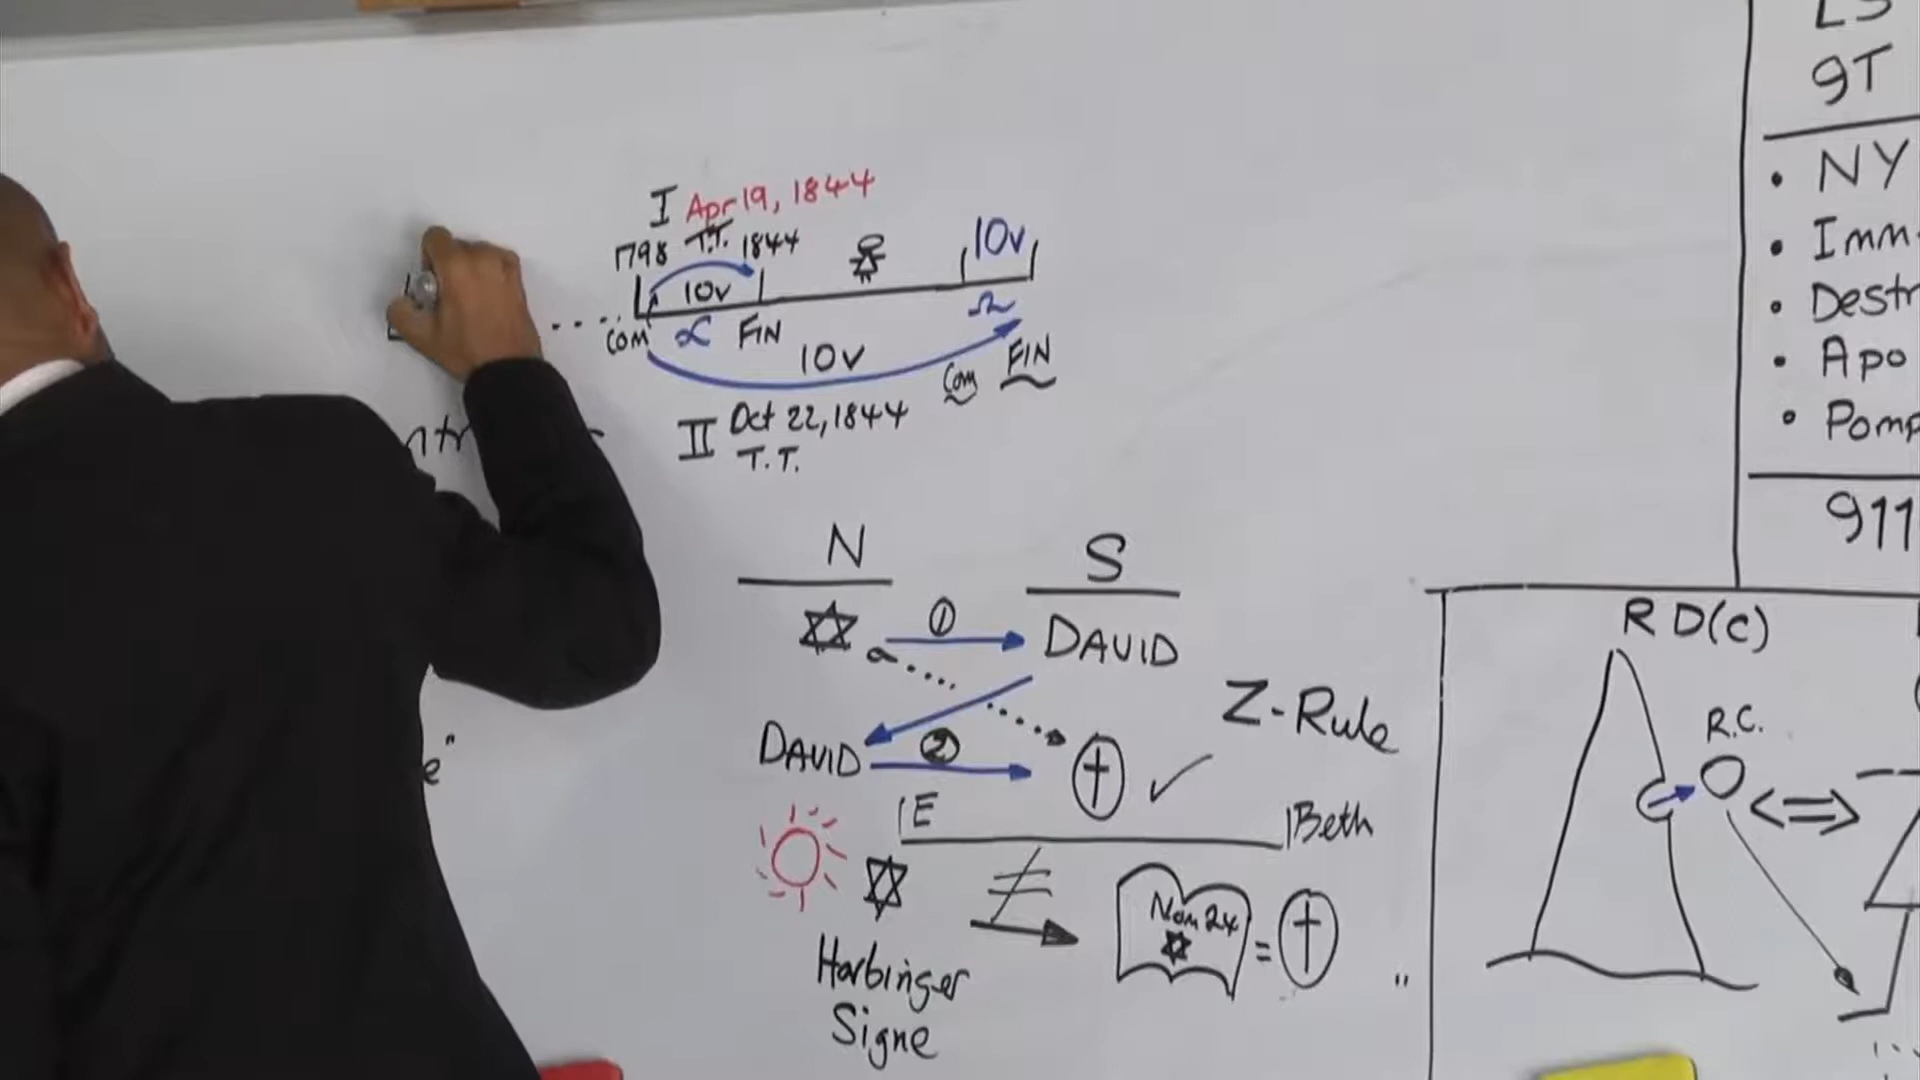 I Apr 19, 1844
1798 T.T. 1844
10v
10v
Com α FIN
Ω
10v
Com FIN
II Oct 22, 1844
T.T.
N S
1
DAVID
Z-Rule
DAVID 2
E Beth
Num 24
=
Harbinger
Signe
9T
• NY
• Imm
• Destr
• Apo
• Pomp
911
R D(C)
R.C.